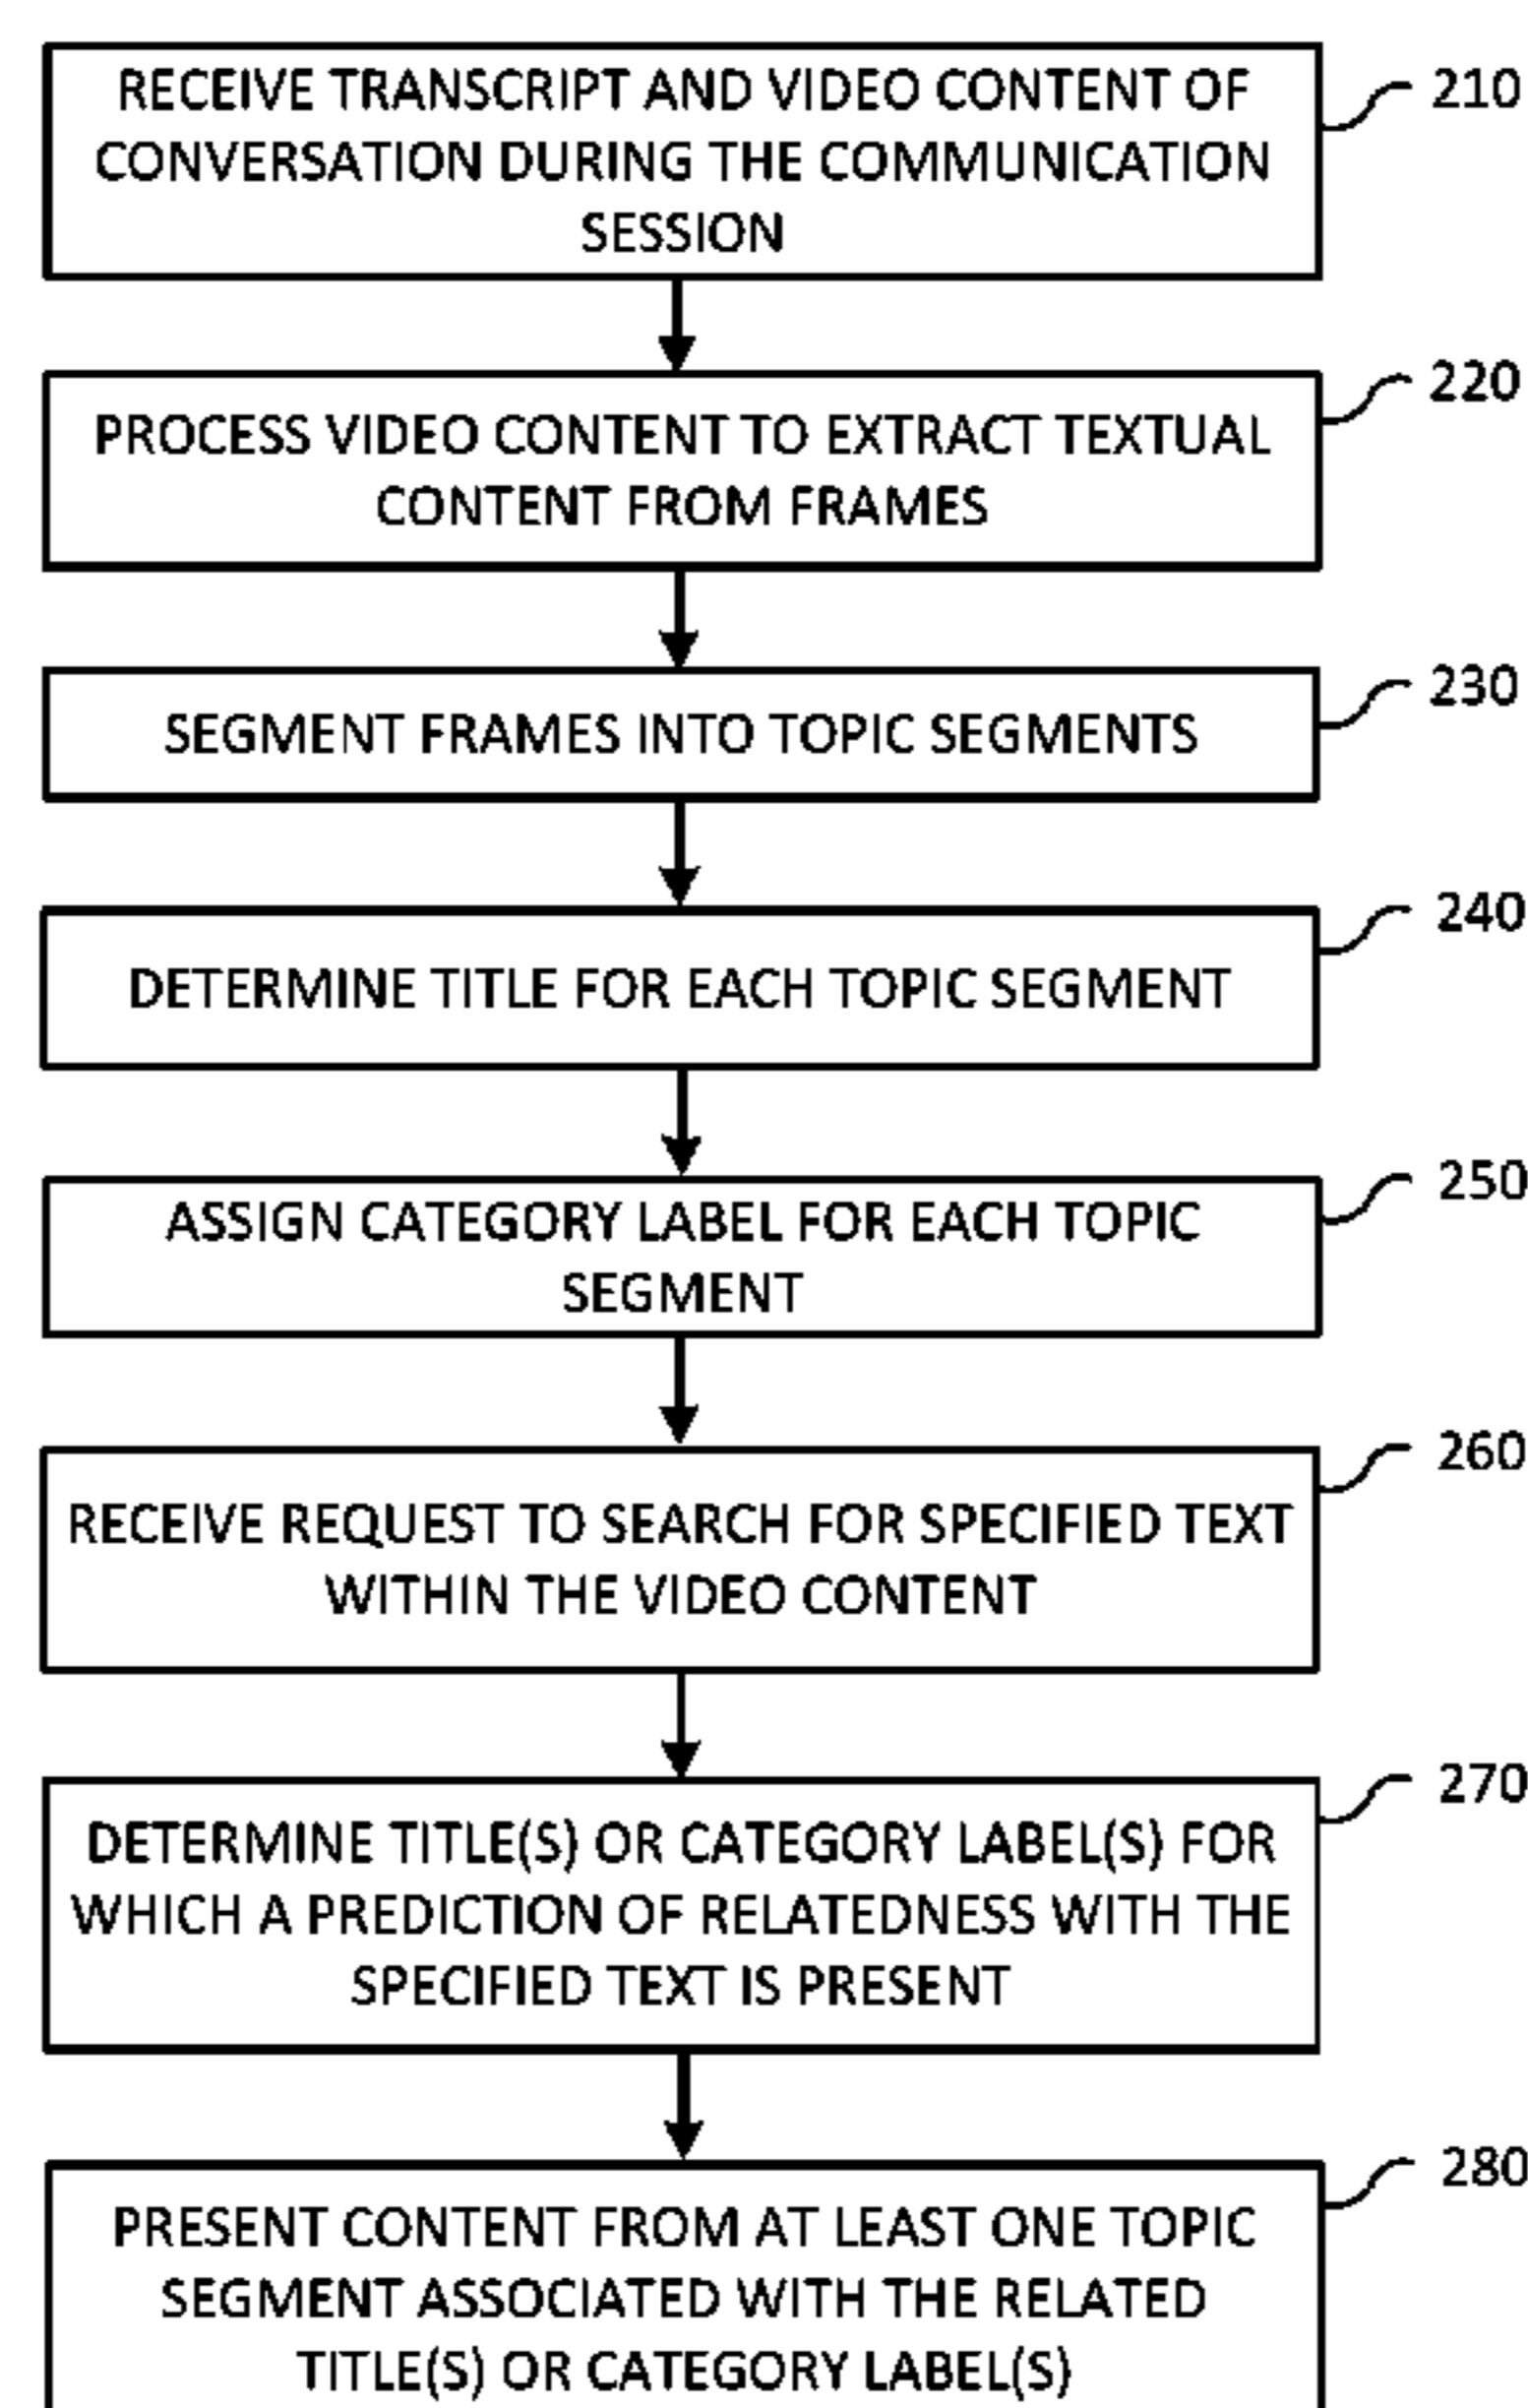 RECEIVE TRANSCRIPT AND VIDEO CONTENT OF
CONVERSATION DURING THE COMMUNICATION
SESSION
210
PROCESS VIDEO CONTENT TO EXTRACT TEXTUAL
CONTENT FROM FRAMES
220
SEGMENT FRAMES INTO TOPIC SEGMENTS
230
DETERMINE TITLE FOR EACH TOPIC SEGMENT
240
ASSIGN CATEGORY LABEL FOR EACH TOPIC
SEGMENT
250
RECEIVE REQUEST TO SEARCH FOR SPECIFIED TEXT
WITHIN THE VIDEO CONTENT
260
DETERMINE TITLE(S) OR CATEGORY LABEL(S) FOR
WHICH A PREDICTION OF RELATEDNESS WITH THE
SPECIFIED TEXT IS PRESENT
270
PRESENT CONTENT FROM AT LEAST ONE TOPIC
SEGMENT ASSOCIATED WITH THE RELATED
TITLE(S) OR CATEGORY LABEL(S)
280